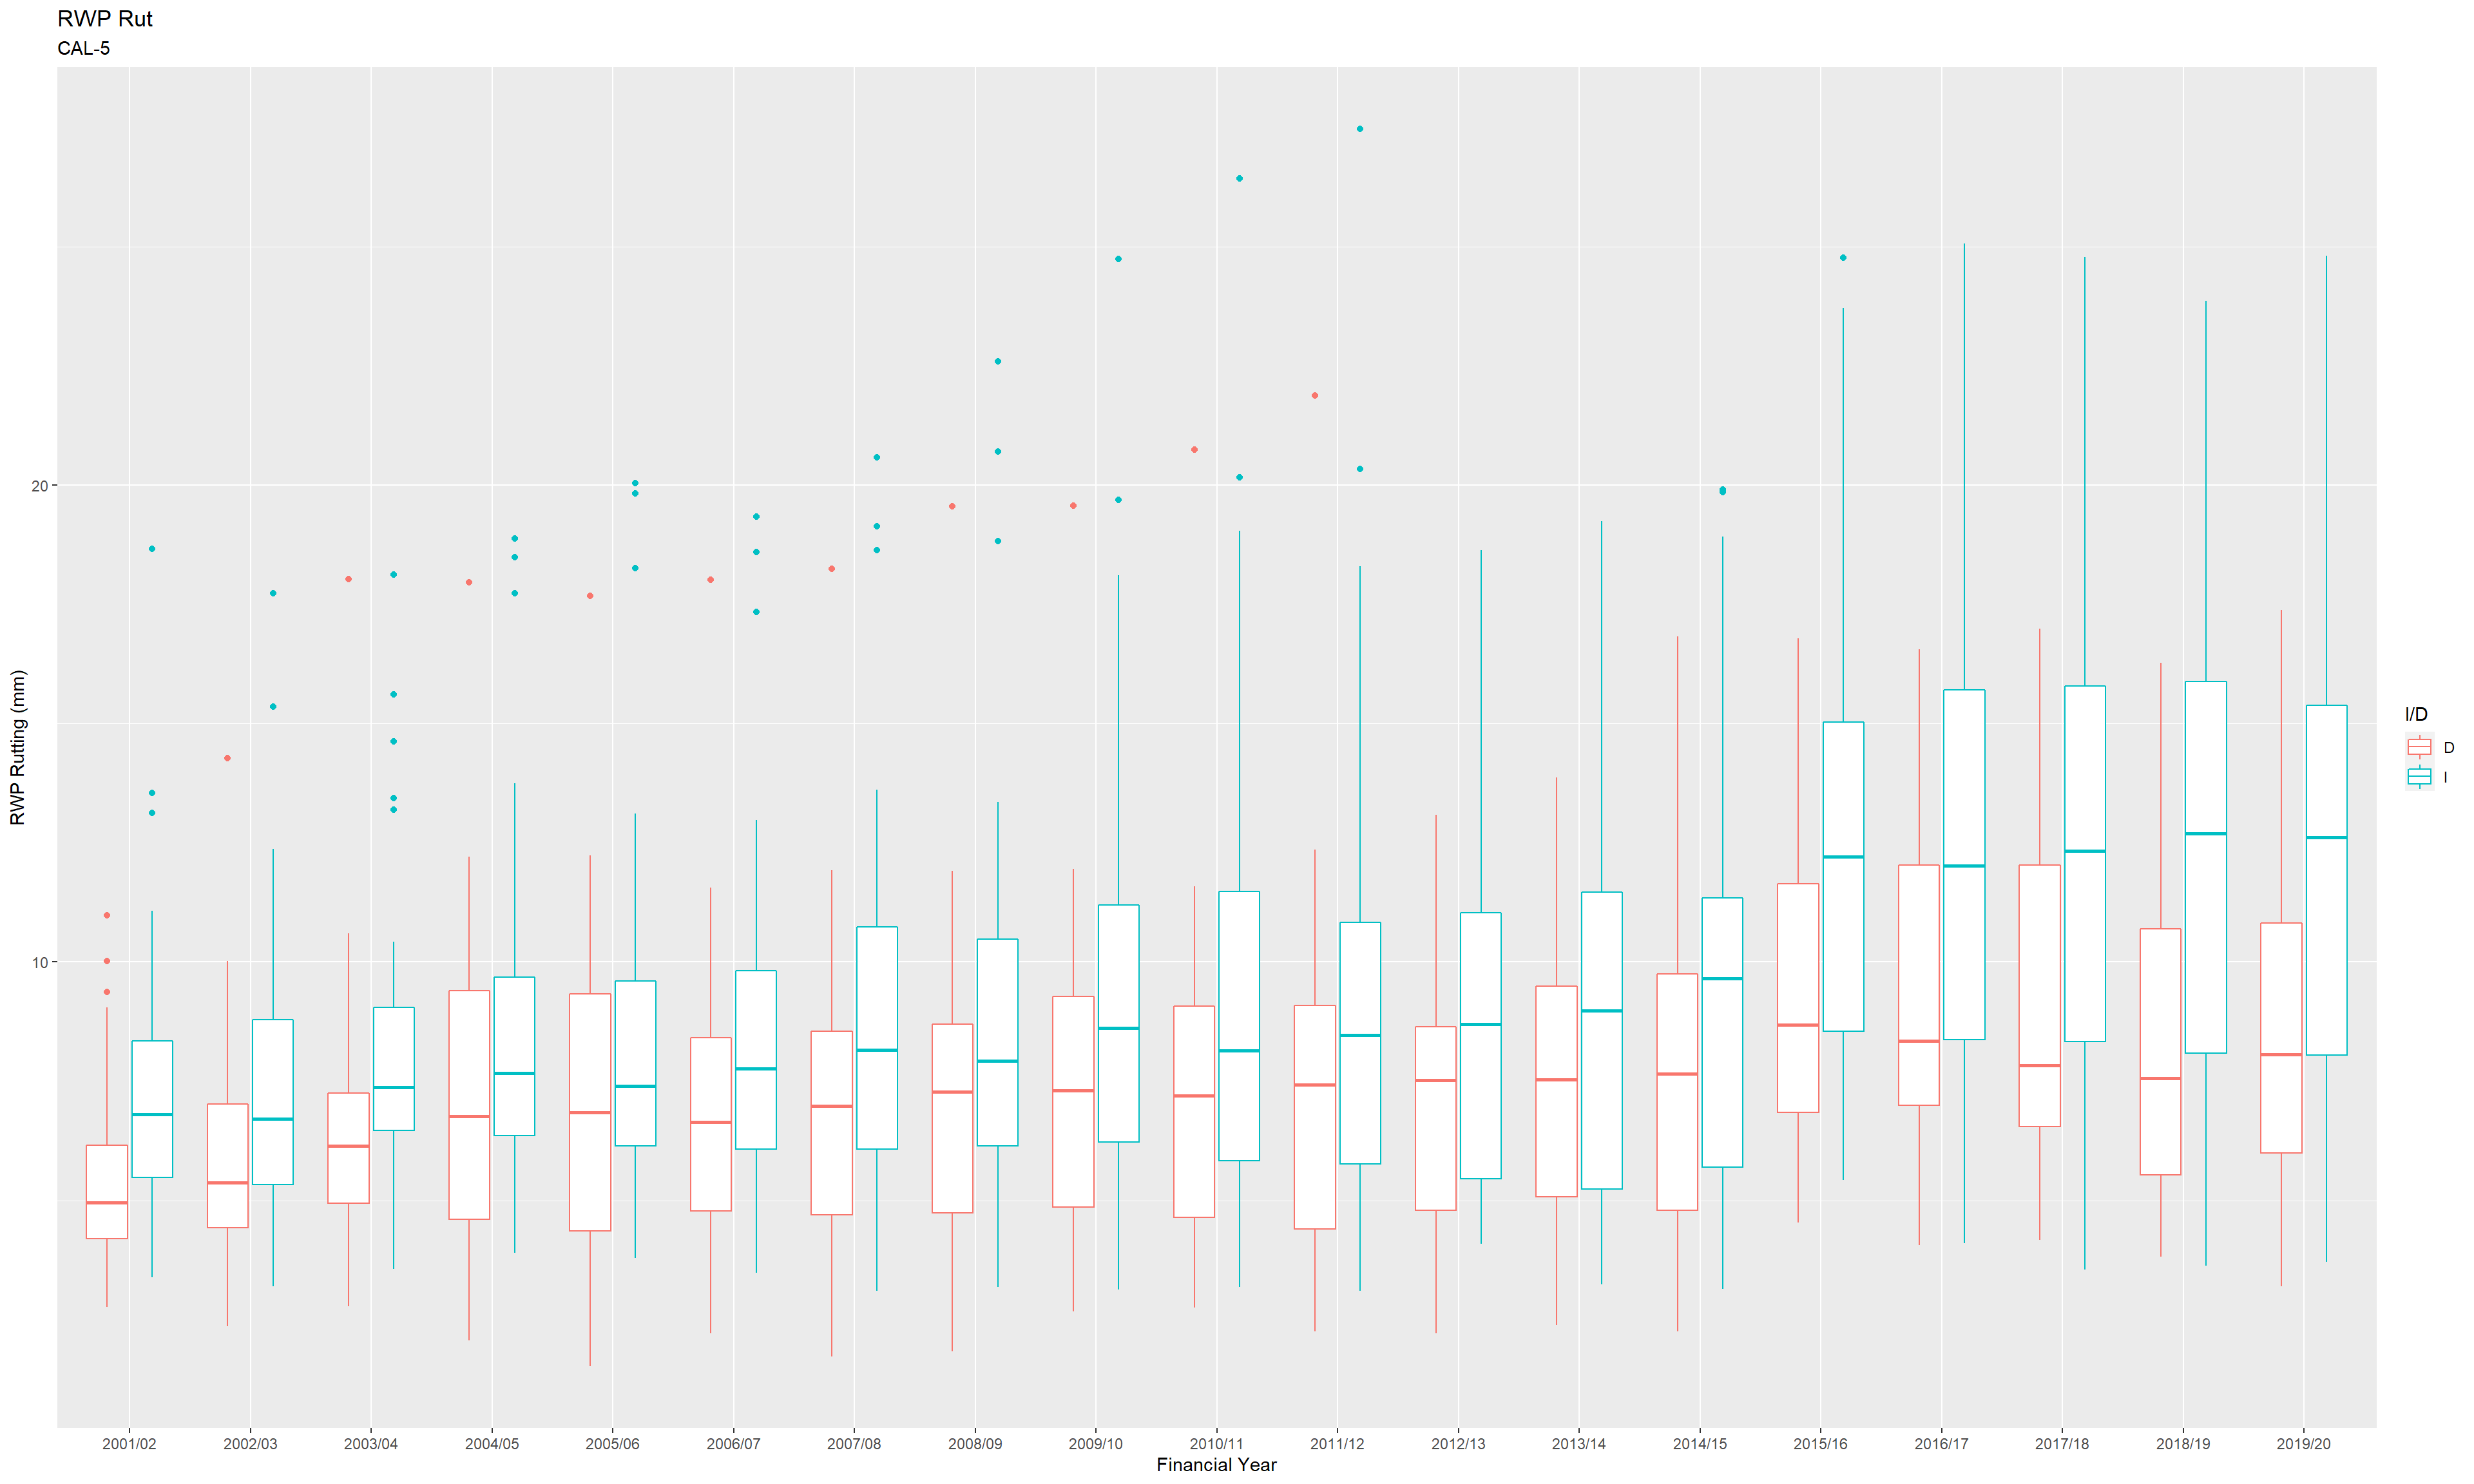 RWP Rut
CAL-5
RWP Rutting (mm)
20
10
2001/02 2002/03 2003/04 2004/05 2005/06 2006/07 2007/08 2008/09 2009/10 2010/11 2011/12 2012/13 2013/14 2014/15 2015/16 2016/17 2017/18 2018/19 2019/20
Financial Year
I/D
D
I